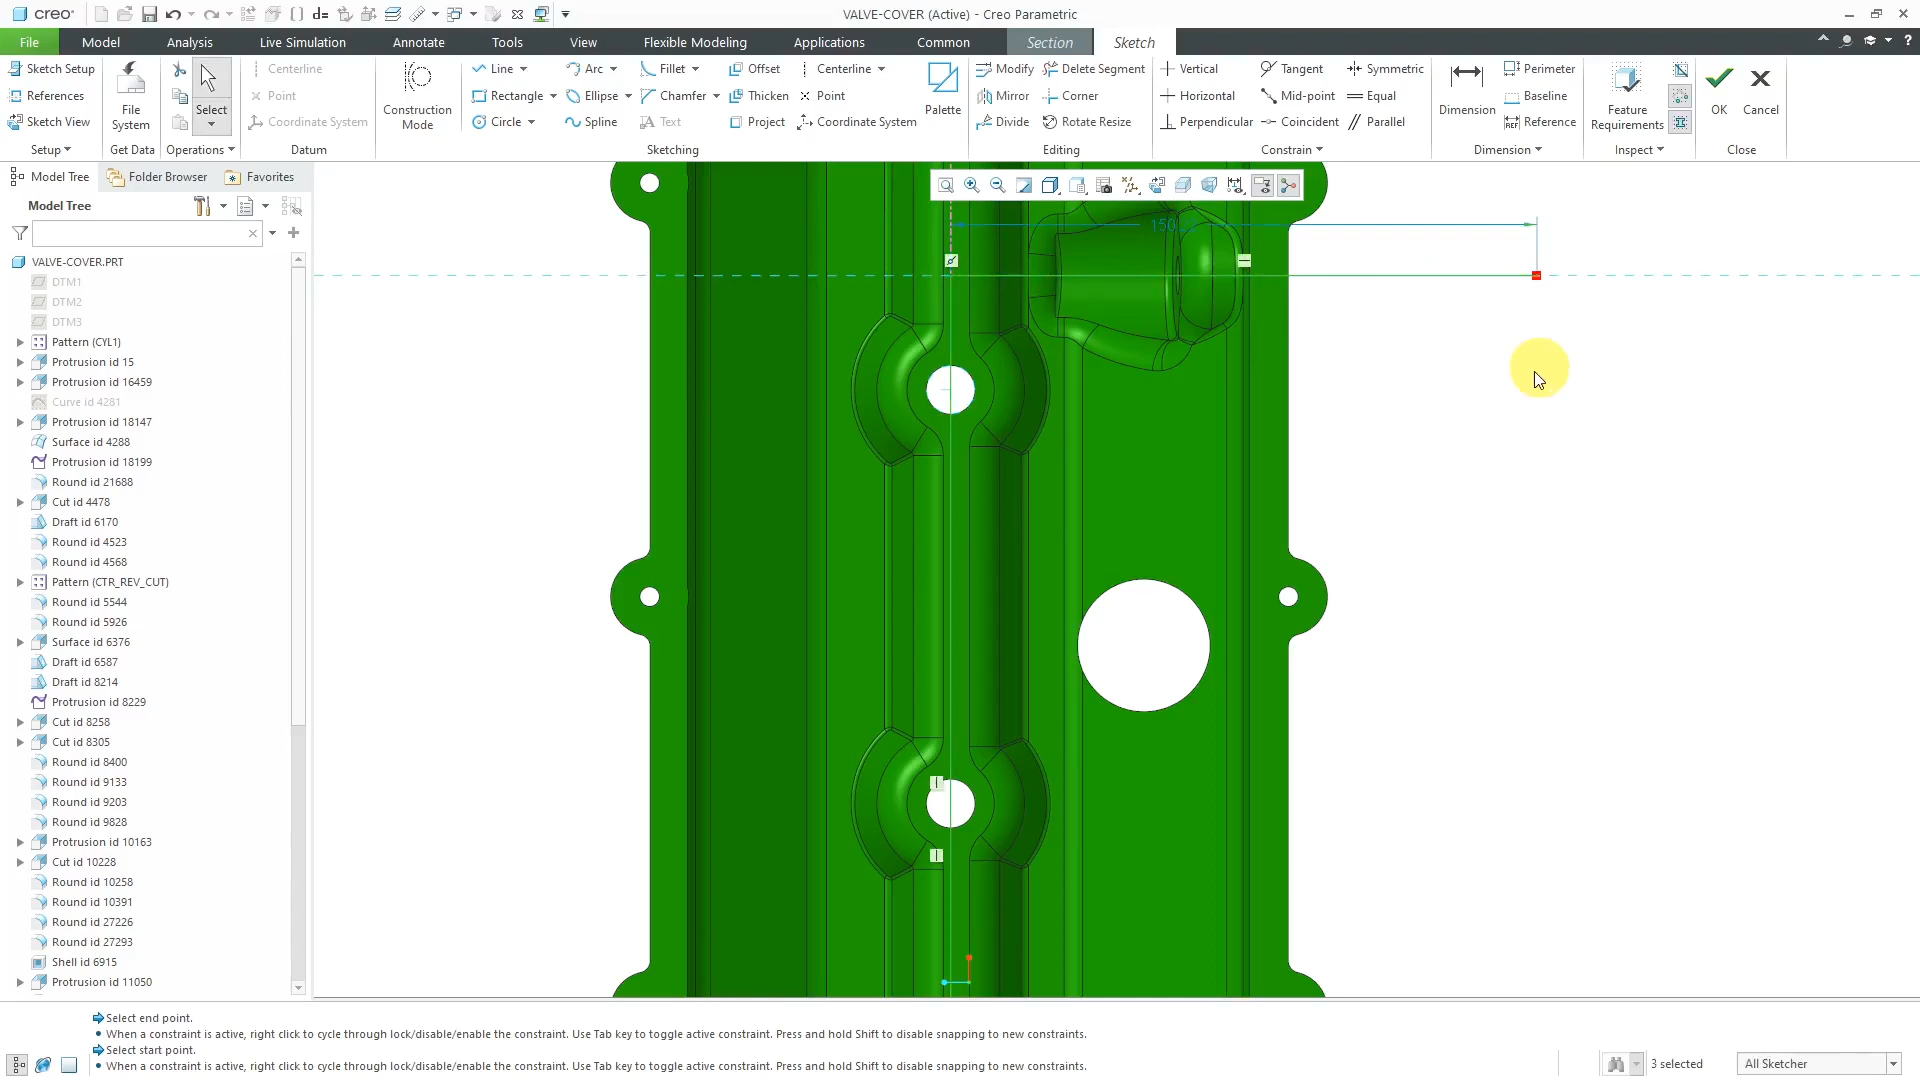 creo
VALVE-COVER (Active) - Creo Parametric
File
Model
Analysis
Live Simulation
Annotate
Tools
View
Flexible Modeling
Applications
Common
Section
Sketch
Sketch Setup
References
Sketch View
Setup
File System
Get Data
Select
Operations
Centerline
Point
Coordinate System
Datum
Construction Mode
Line
Rectangle
Circle
Arc
Ellipse
Spline
Fillet
Chamfer
Text
Offset
Thicken
Project
Centerline
Point
Coordinate System
Palette
Sketching
Modify
Mirror
Divide
Delete Segment
Corner
Rotate Resize
Editing
Vertical
Horizontal
Perpendicular
Tangent
Mid-point
Coincident
Symmetric
Equal
Parallel
Constrain
Dimension
Perimeter
Baseline
Reference
Dimension
Feature Requirements
Inspect
OK
Cancel
Close
Model Tree
Folder Browser
Favorites
Model Tree
VALVE-COVER.PRT
DTM1
DTM2
DTM3
Pattern (CYL1)
Protrusion id 15
Protrusion id 16459
Curve id 4281
Protrusion id 18147
Surface id 4288
Protrusion id 18199
Round id 21688
Cut id 4478
Draft id 6170
Round id 4523
Round id 4568
Pattern (CTR_REV_CUT)
Round id 5544
Round id 5926
Surface id 6376
Draft id 6587
Draft id 8214
Protrusion id 8229
Cut id 8258
Cut id 8305
Round id 8400
Round id 9133
Round id 9203
Round id 9828
Protrusion id 10163
Cut id 10228
Round id 10258
Round id 10391
Round id 27226
Round id 27293
Shell id 6915
Protrusion id 11050
Select end point.
• When a constraint is active, right click to cycle through lock/disable/enable the constraint. Use Tab key to toggle active constraint. Press and hold Shift to disable snapping to new constraints.
Select start point.
• When a constraint is active, right click to cycle through lock/disable/enable the constraint. Use Tab key to toggle active constraint. Press and hold Shift to disable snapping to new constraints.
3 selected
All Sketcher